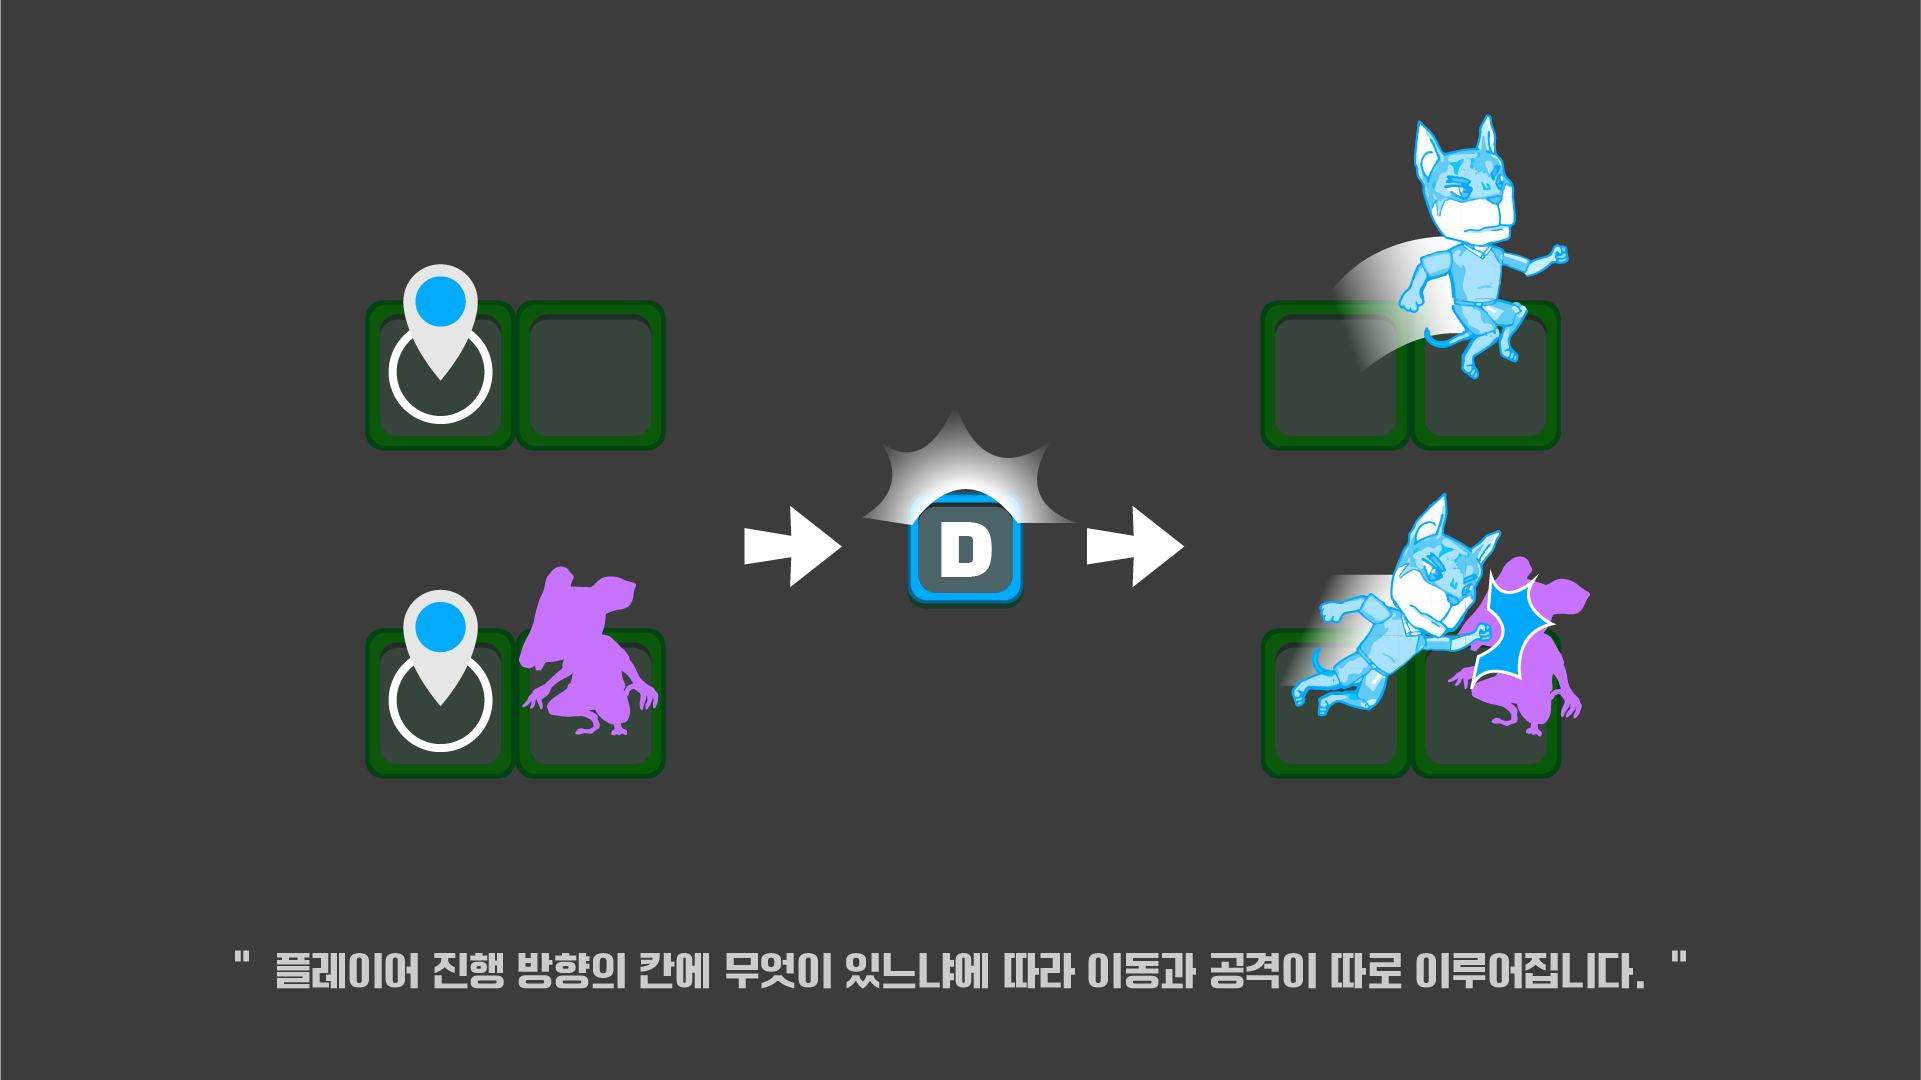 D
" 플레이어 진행 방향의 칸에 무엇이 있느냐에 따라 이동과 공격이 따로 이루어집니다. "